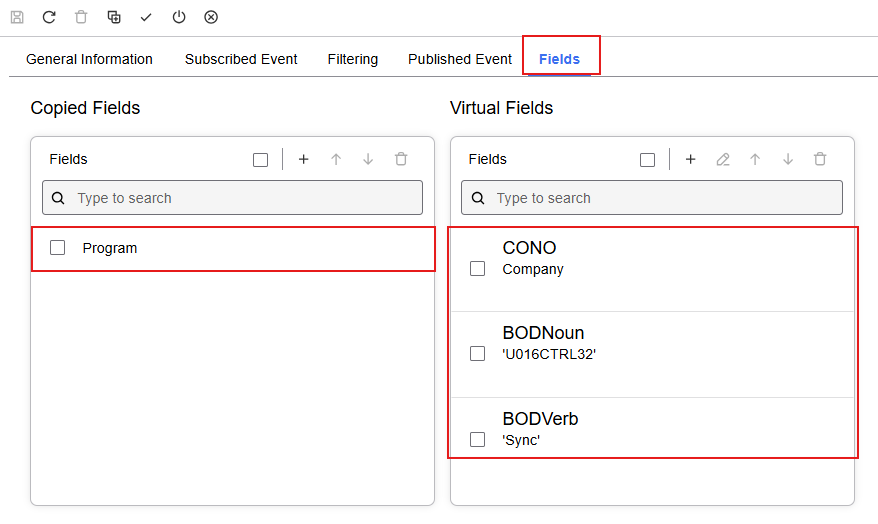 General Information Subscribed Event Filtering Published Event Fields
Copied Fields
Fields
Type to search
Program
Virtual Fields
Fields
Type to search
CONO
Company
BODNoun
'U016CTRL32'
BODVerb
'Sync'